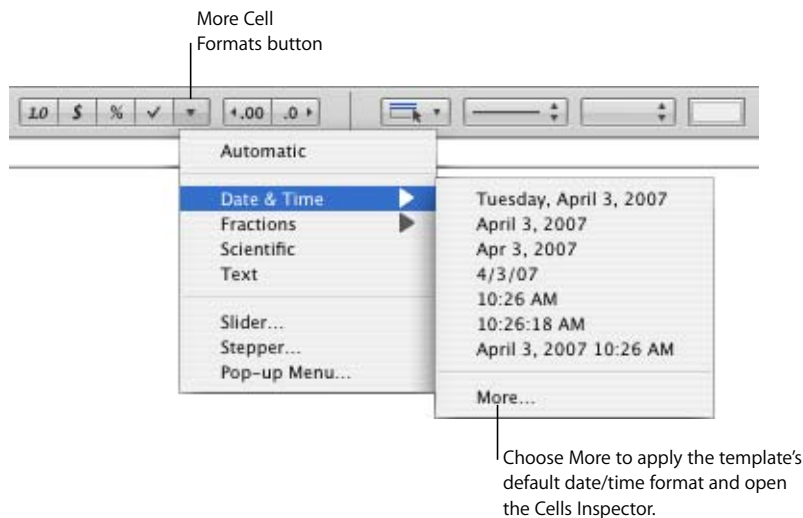 More Cell
Formats button
1.0 $ % ✓ .00 .0
Automatic
Date & Time
Fractions
Scientific
Text
Slider...
Stepper...
Pop-up Menu...
Tuesday, April 3, 2007
April 3, 2007
Apr 3, 2007
4/3/07
10:26 AM
10:26:18 AM
April 3, 2007 10:26 AM
More...
Choose More to apply the template's
default date/time format and open
the Cells Inspector.